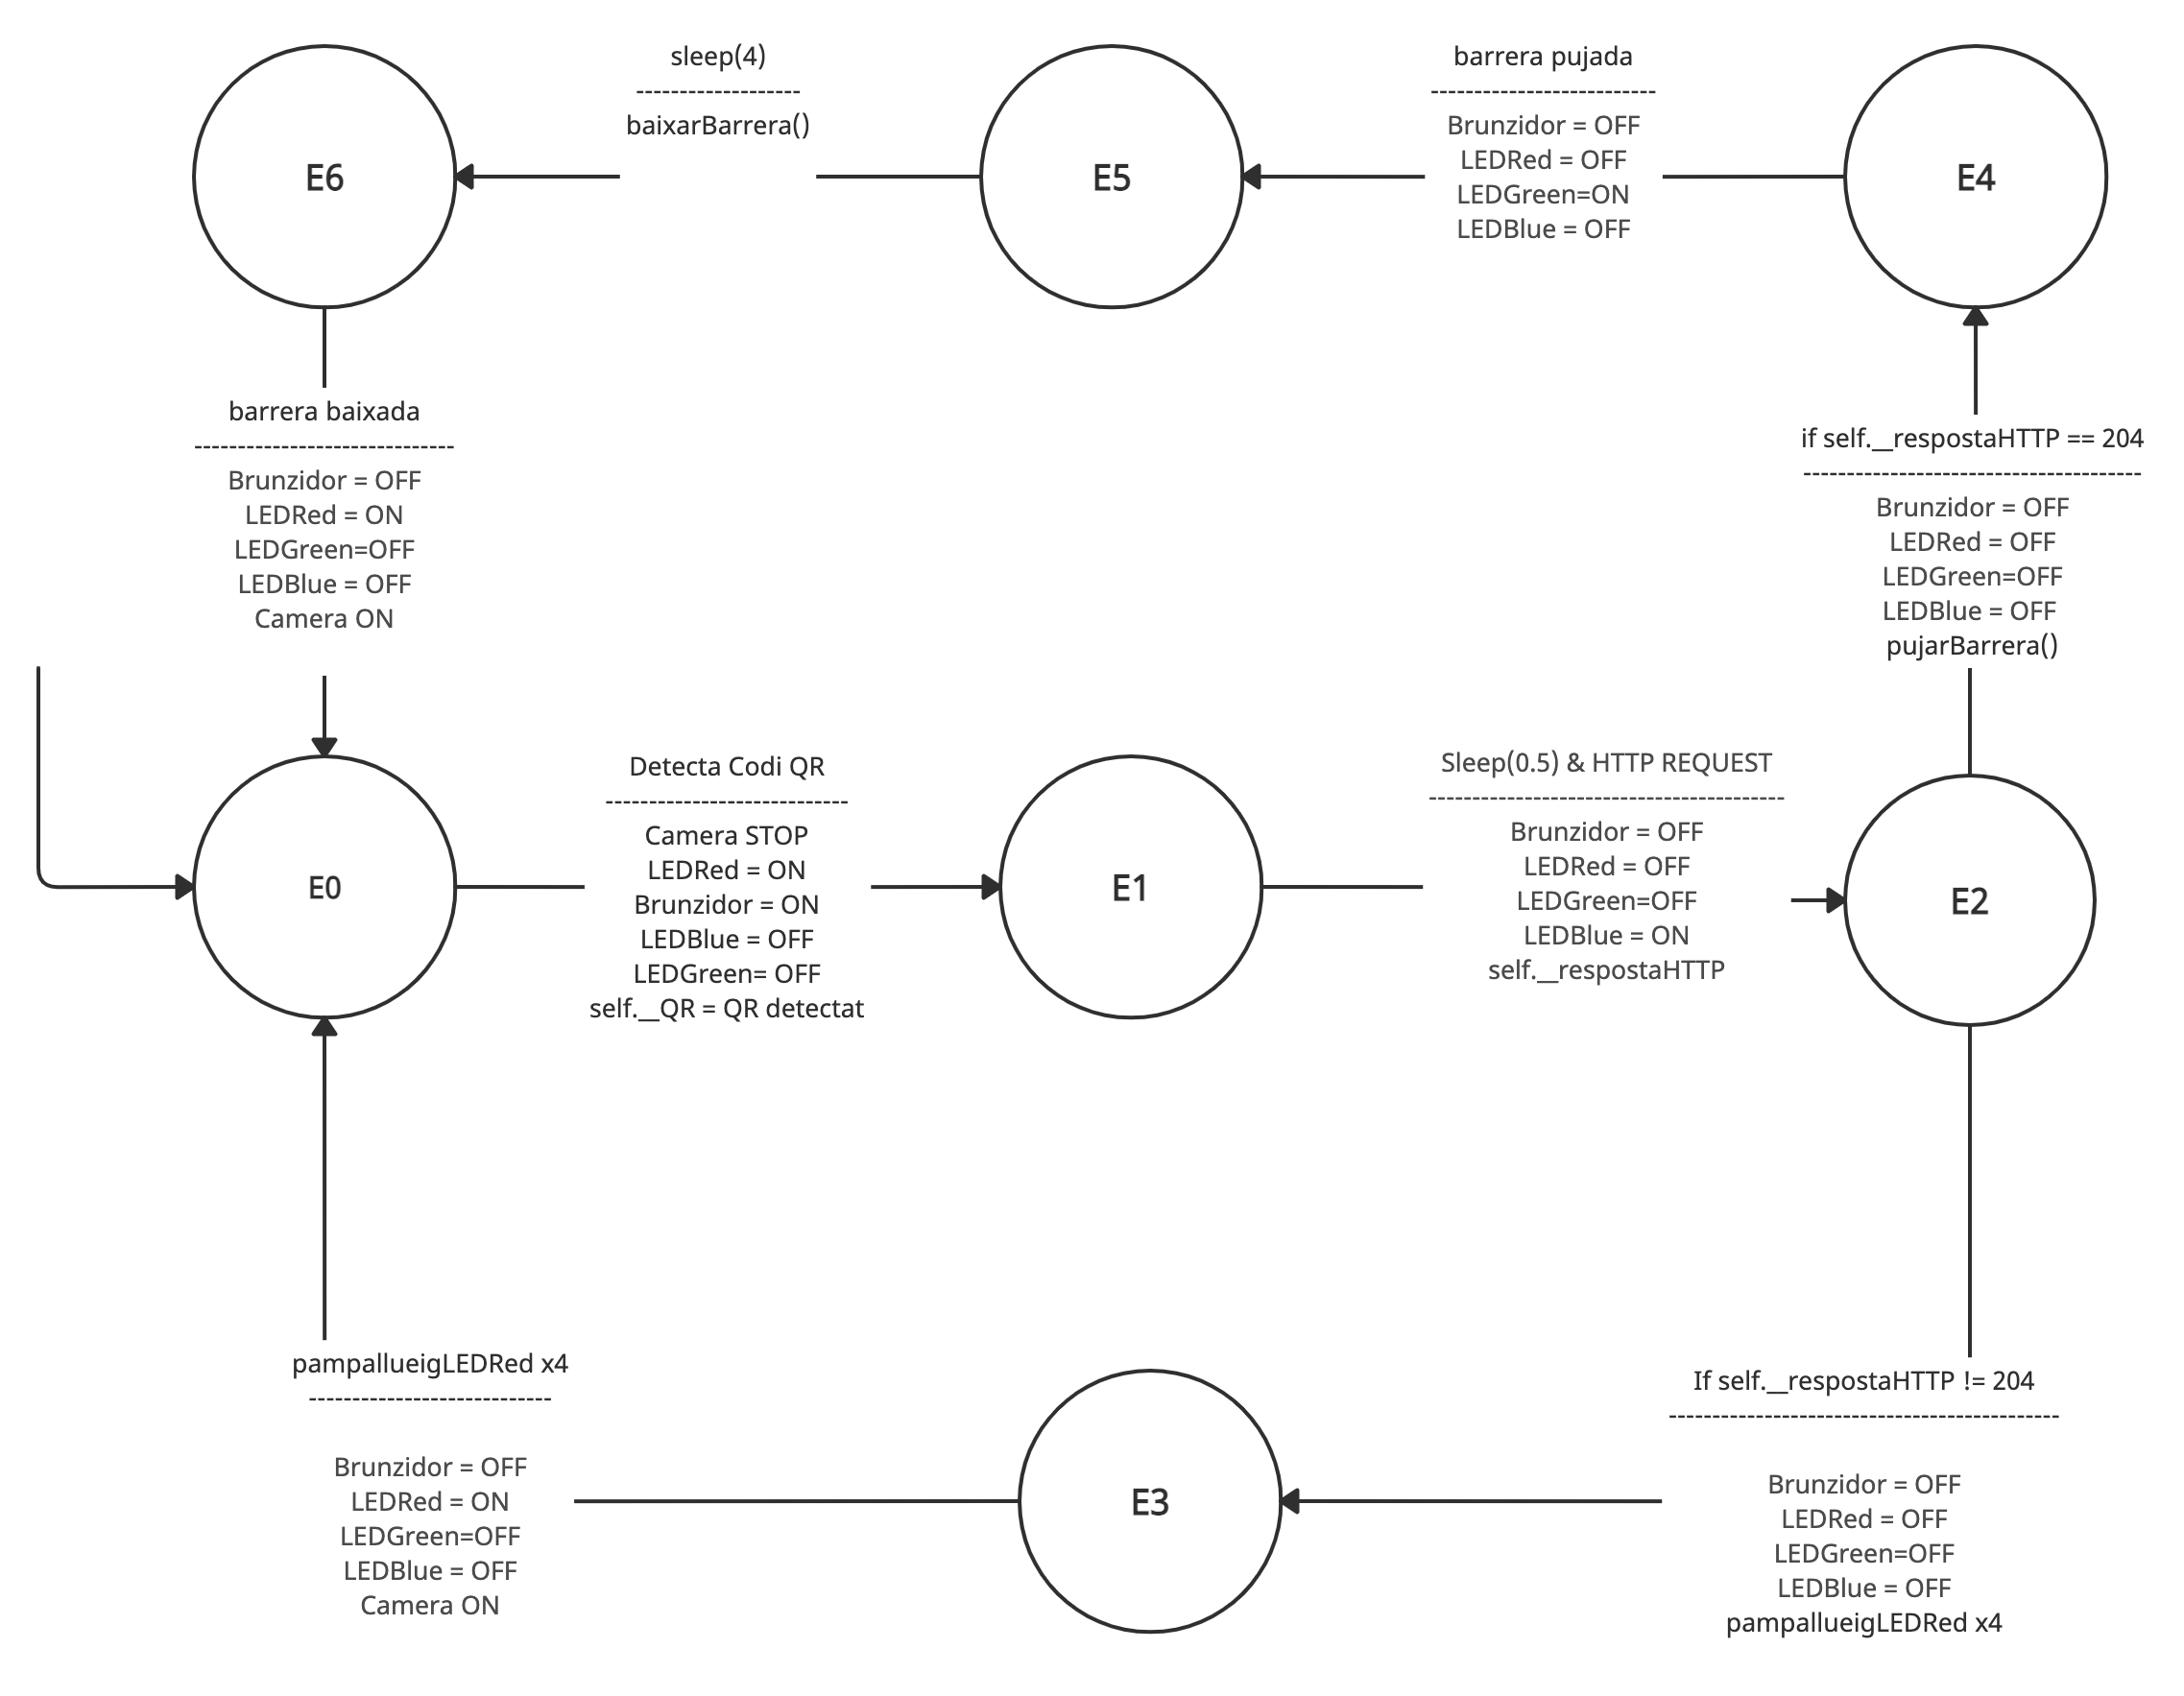 sleep(4)
-------------------
baixarBarrera()
barrera pujada
--------------------------
Brunzidor = OFF
LEDRed = OFF
LEDGreen=ON
LEDBlue = OFF
E6
E5
E4
barrera baixada
------------------------------
Brunzidor = OFF
LEDRed = ON
LEDGreen=OFF
LEDBlue = OFF
Camera ON
if self.__respostaHTTP == 204
---------------------------------------
Brunzidor = OFF
LEDRed = OFF
LEDGreen=OFF
LEDBlue = OFF
pujarBarrera()
E0
Detecta Codi QR
----------------------------
Camera STOP
LEDRed = ON
Brunzidor = ON
LEDBlue = OFF
LEDGreen= OFF
self.__QR = QR detectat
E1
Sleep(0.5) & HTTP REQUEST
-----------------------------------------
Brunzidor = OFF
LEDRed = OFF
LEDGreen=OFF
LEDBlue = ON
self.__respostaHTTP
E2
pampallueigLEDRed x4
----------------------------
Brunzidor = OFF
LEDRed = ON
LEDGreen=OFF
LEDBlue = OFF
Camera ON
E3
If self.__respostaHTTP != 204
---------------------------------------------
Brunzidor = OFF
LEDRed = OFF
LEDGreen=OFF
LEDBlue = OFF
pampallueigLEDRed x4